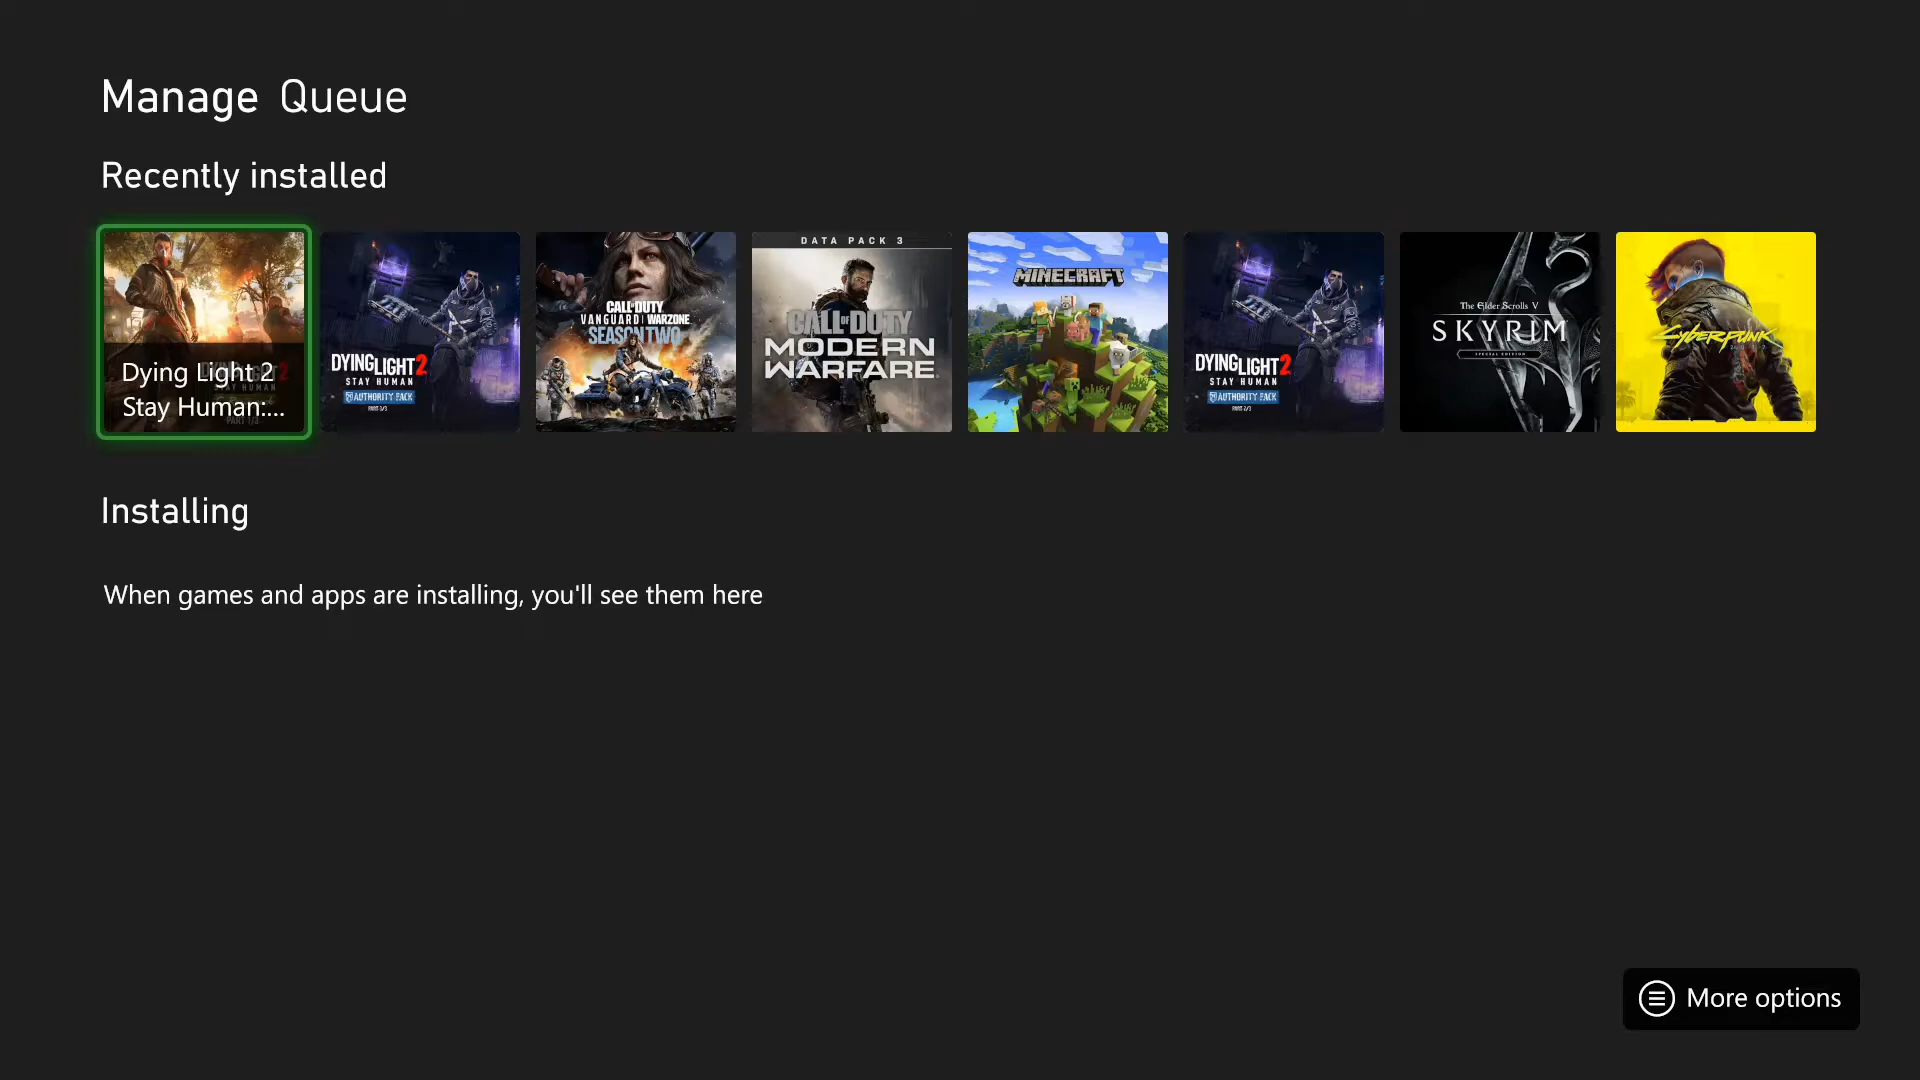 Manage Queue
Recently installed
Dying Light 2
Stay Human:...
DYING LIGHT 2
STAY HUMAN
AUTHORITY PACK
CALL OF DUTY
VANGUARD | WARZONE
SEASON TWO
DATA PACK 3
CALL OF DUTY
MODERN
WARFARE
MINECRAFT
DYING LIGHT 2
STAY HUMAN
AUTHORITY PACK
The Elder Scrolls V
SKYRIM
SPECIAL EDITION
Cyberpunk
Installing
When games and apps are installing, you'll see them here
More options